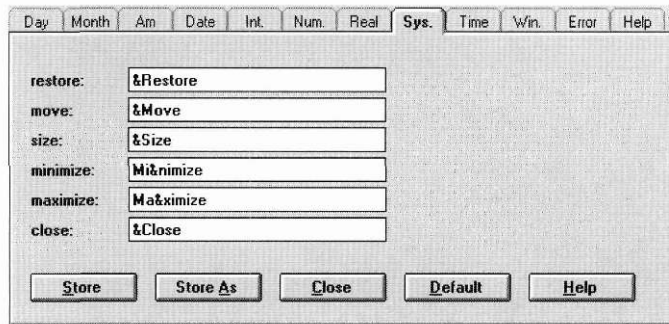 Day Month Am Date Int. Num. Real Sys. Time Win. Error Help
restore: &Restore
move: &Move
size: &Size
minimize: Mi&nimize
maximize: Ma&ximize
close: &Close
Store Store As Close Default Help